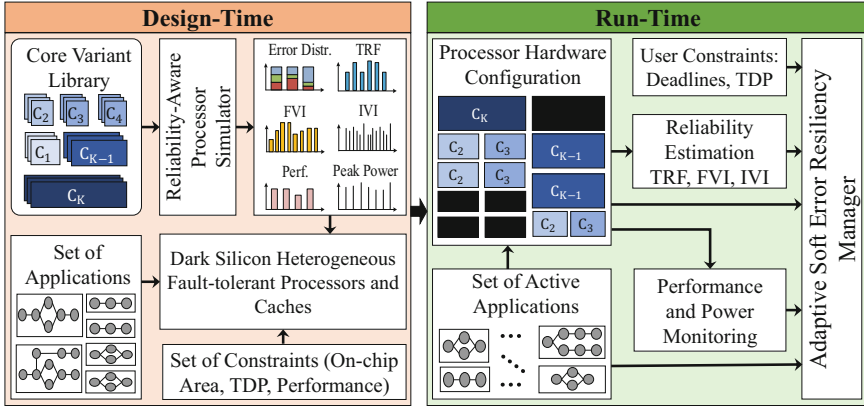 Design-Time
Core Variant
Library
C₂
C₃
C₄
C₁
Cₖ₋₁
Cₖ
Reliability-Aware
Processor
Simulator
Error Distr.
TRF
FVI
IVI
Perf.
Peak Power
Set of
Applications
Dark Silicon Heterogeneous
Fault-tolerant Processors and
Caches
Set of Constraints (On-chip
Area, TDP, Performance)
Run-Time
Processor Hardware
Configuration
Cₖ
C₂
C₃
Cₖ₋₁
C₂
C₃
Cₖ₋₁
C₂
C₃
Set of Active
Applications
User Constraints:
Deadlines, TDP
Reliability
Estimation
TRF, FVI, IVI
Performance
and Power
Monitoring
Adaptive Soft Error Resiliency
Manager